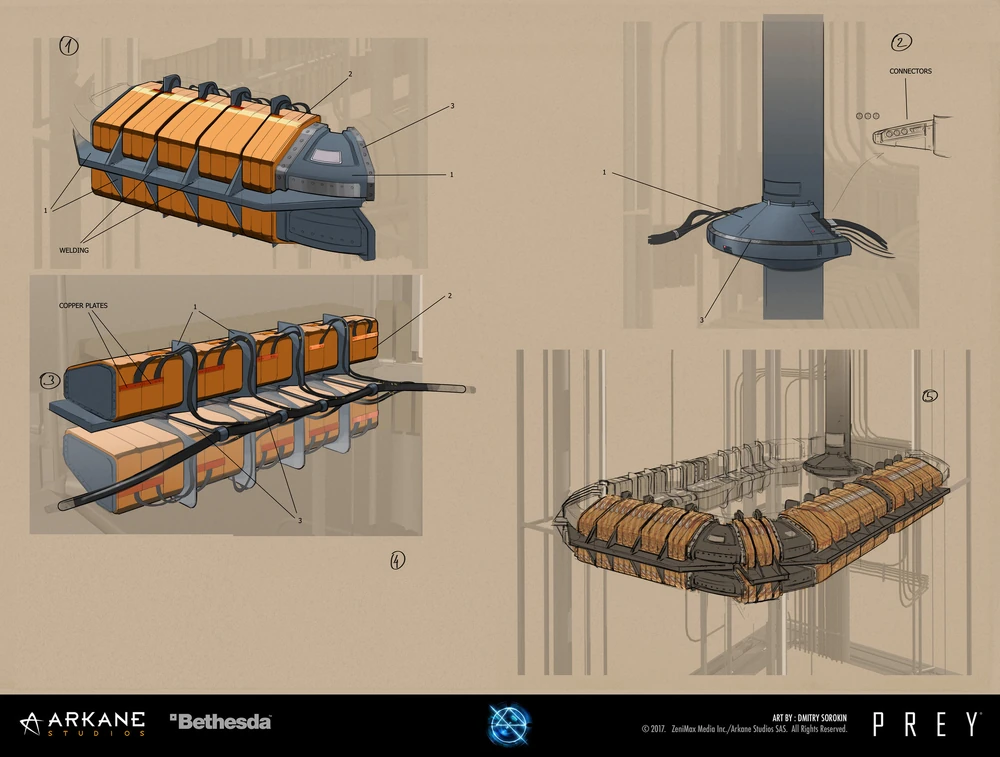 1
2
3
1
1
WELDING
2
CONNECTORS
1
3
3
COPPER PLATES
1
2
3
4
5
ARKANE
STUDIOS
Bethesda
ART BY : DMITRY SOROKIN
© 2017. ZeniMax Media Inc./Arkane Studios SAS. All Rights Reserved.
PREY